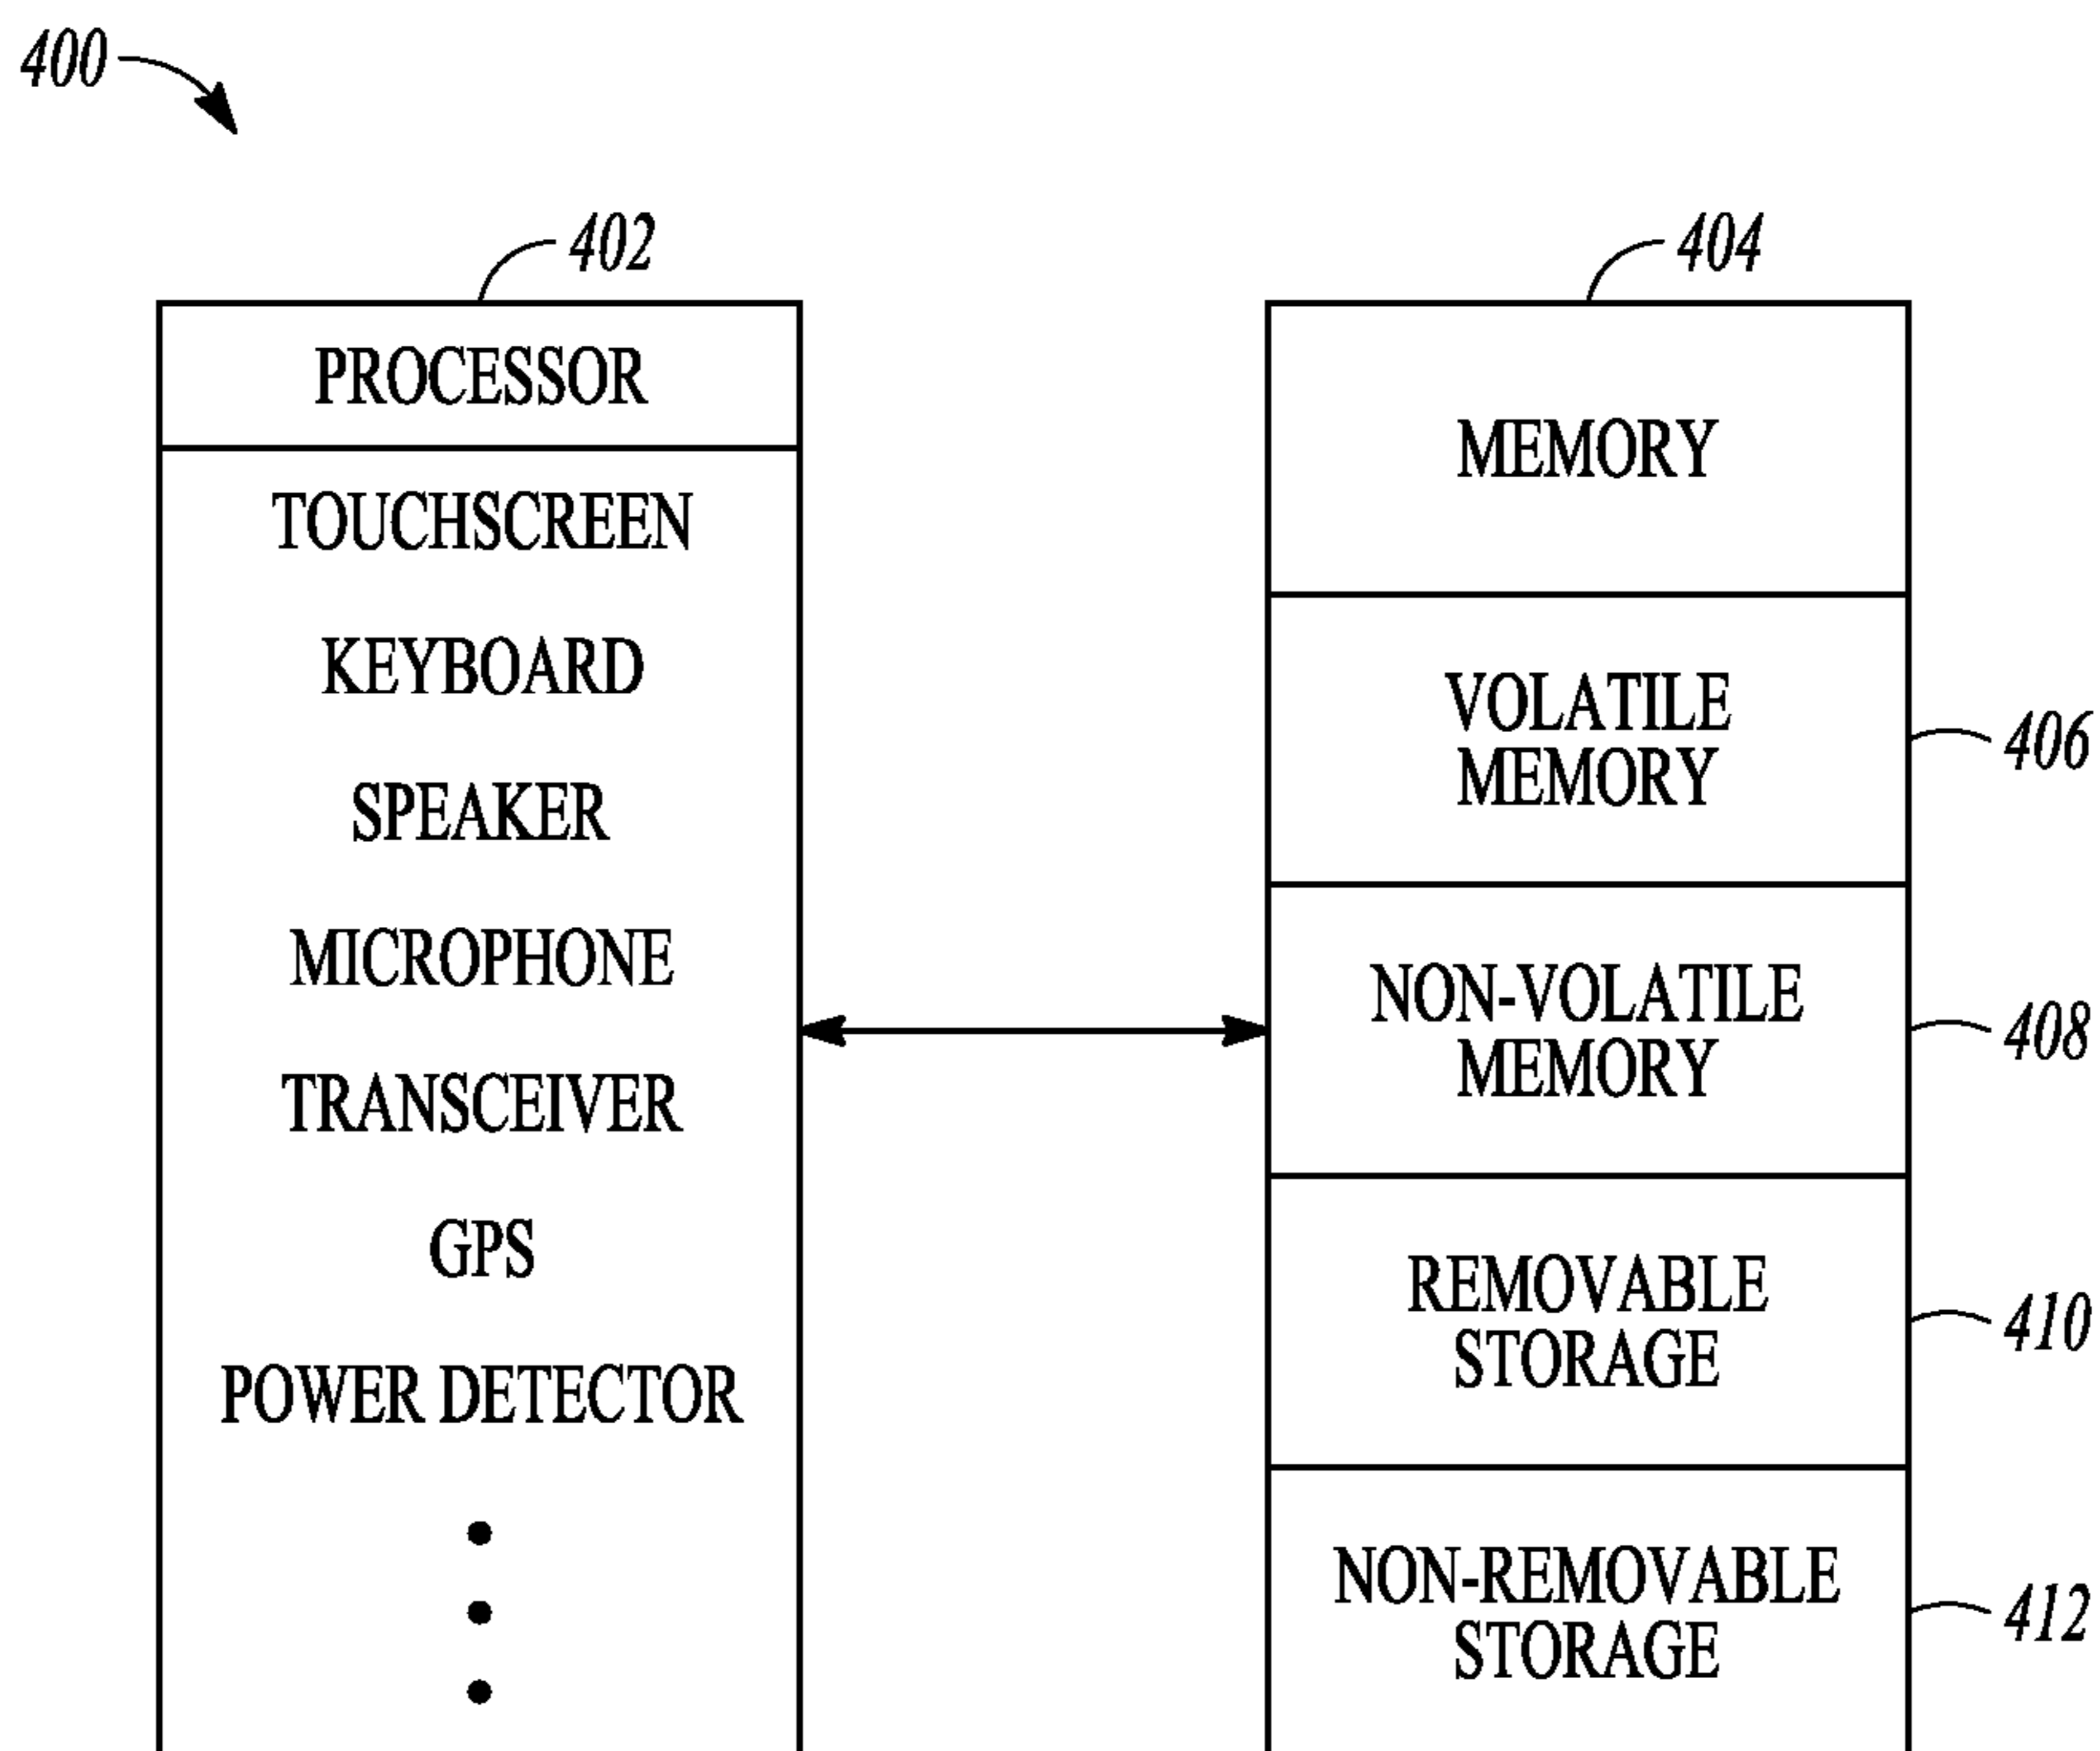 400
402
PROCESSOR
TOUCHSCREEN
KEYBOARD
SPEAKER
MICROPHONE
TRANSCEIVER
GPS
POWER DETECTOR
404
MEMORY
VOLATILE
MEMORY
406
NON-VOLATILE
MEMORY
408
REMOVABLE
STORAGE
410
NON-REMOVABLE
STORAGE
412